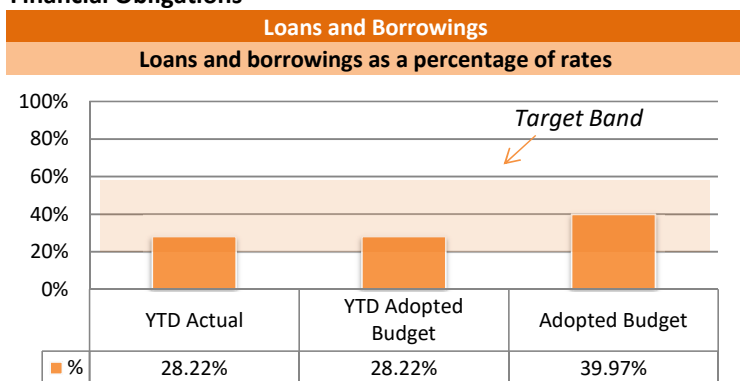 Financial Obligations
Loans and Borrowings
Loans and borrowings as a percentage of rates
100%
Target Band
80%
60%
40%
20%
0%
YTD Actual
YTD Adopted
Budget
Adopted Budget
% 28.22% 28.22% 39.97%